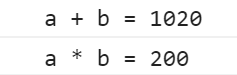 a + b = 1020
a * b = 200